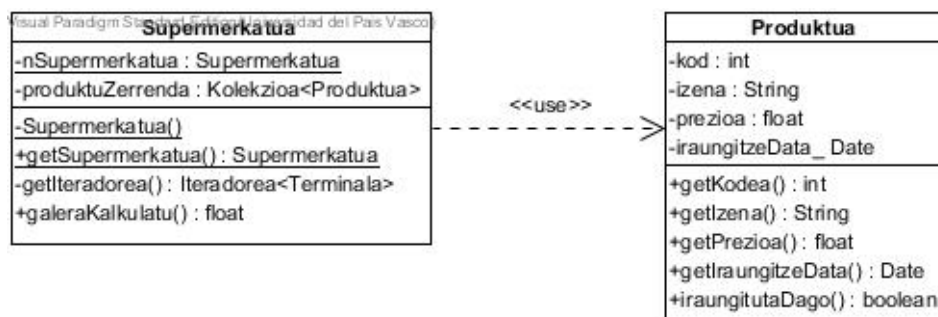 Visual Paradigm Standard Edition(Universidad del Pais Vasco)
Supermerkatua
-nSupermerkatua : Supermerkatua
-produktuZerrenda : Kolekzioa<Produktua>
-Supermerkatua()
+getSupermerkatua() : Supermerkatua
-getIteradorea() : Iteradorea<Terminala>
+galeraKalkulatu() : float
<<use>>
Produktua
-kod : int
-izena : String
-prezioa : float
-iraungitzeData_ Date
+getKodea() : int
+getIzena() : String
+getPrezioa() : float
+getIraungitzeData() : Date
+iraungitutaDago() : boolean